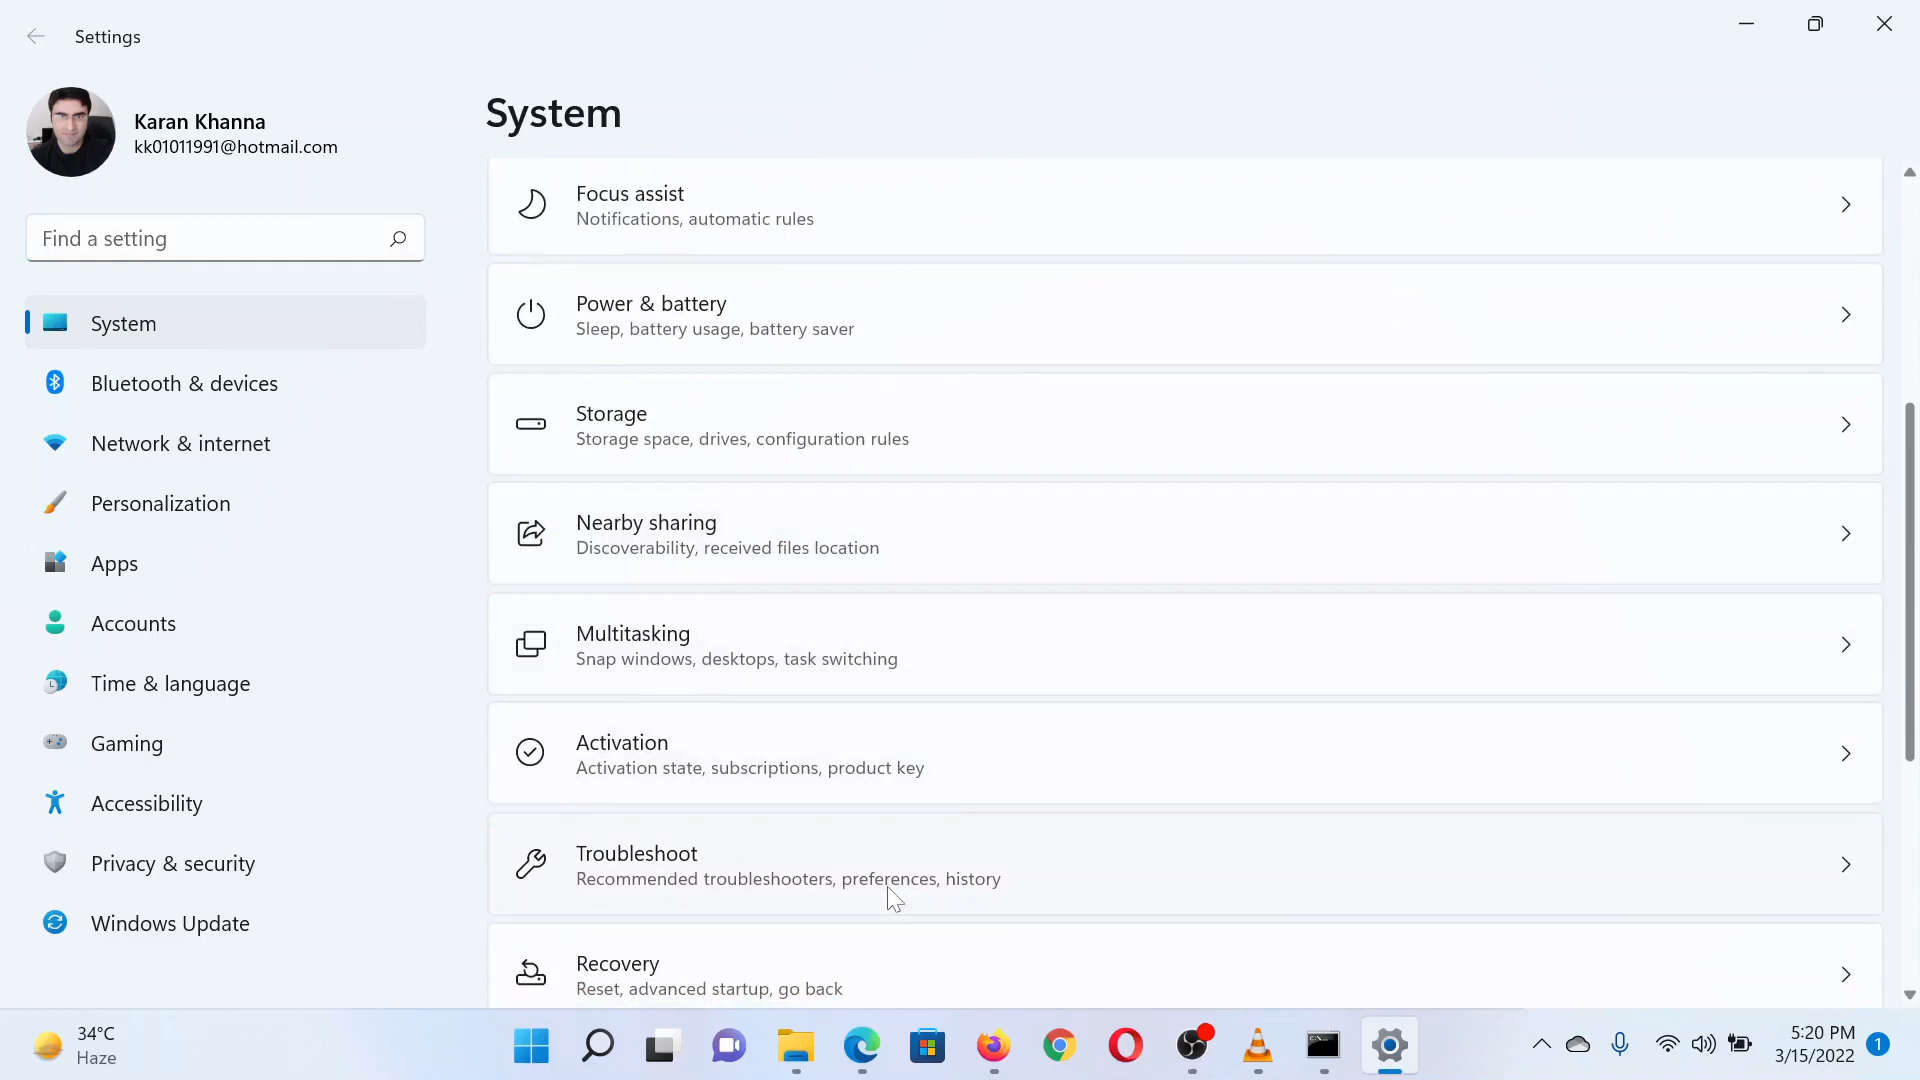 Settings
Karan Khanna
kk01011991@hotmail.com
Find a setting
System
Bluetooth & devices
Network & internet
Personalization
Apps
Accounts
Time & language
Gaming
Accessibility
Privacy & security
Windows Update
System
Focus assist
Notifications, automatic rules
Power & battery
Sleep, battery usage, battery saver
Storage
Storage space, drives, configuration rules
Nearby sharing
Discoverability, received files location
Multitasking
Snap windows, desktops, task switching
Activation
Activation state, subscriptions, product key
Troubleshoot
Recommended troubleshooters, preferences, history
Recovery
Reset, advanced startup, go back
34°C
Haze
5:20 PM
3/15/2022
1